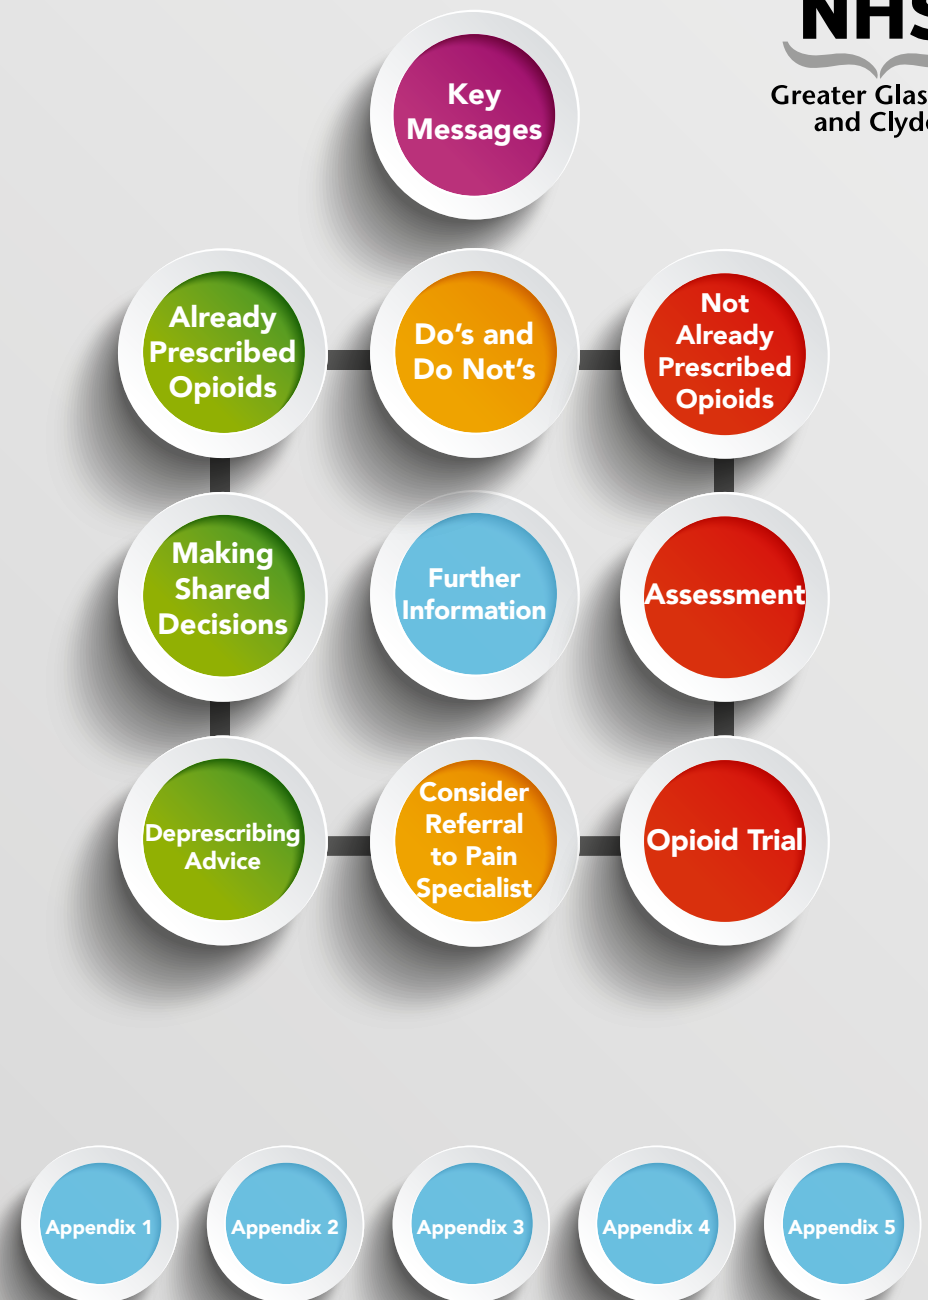 NHS
Greater Glas
and Clyde
Key
Messages
Already
Prescribed
Opioids
Do's and
Do Not's
Not
Already
Prescribed
Opioids
Making
Shared
Decisions
Further
Information
Assessment
Deprescribing
Advice
Consider
Referral
to Pain
Specialist
Opioid Trial
Appendix 1
Appendix 2
Appendix 3
Appendix 4
Appendix 5